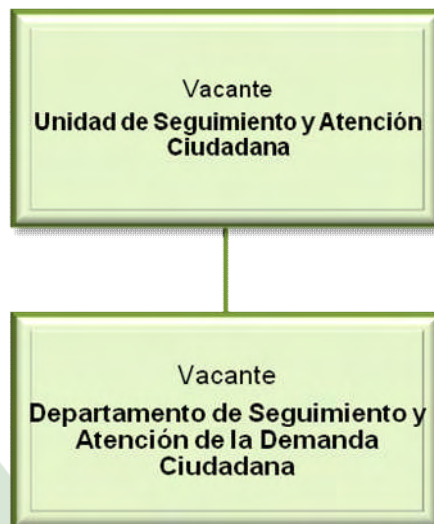 Vacante
Unidad de Seguimiento y Atención
Ciudadana
Vacante
Departamento de Seguimiento y
Atención de la Demanda
Ciudadana